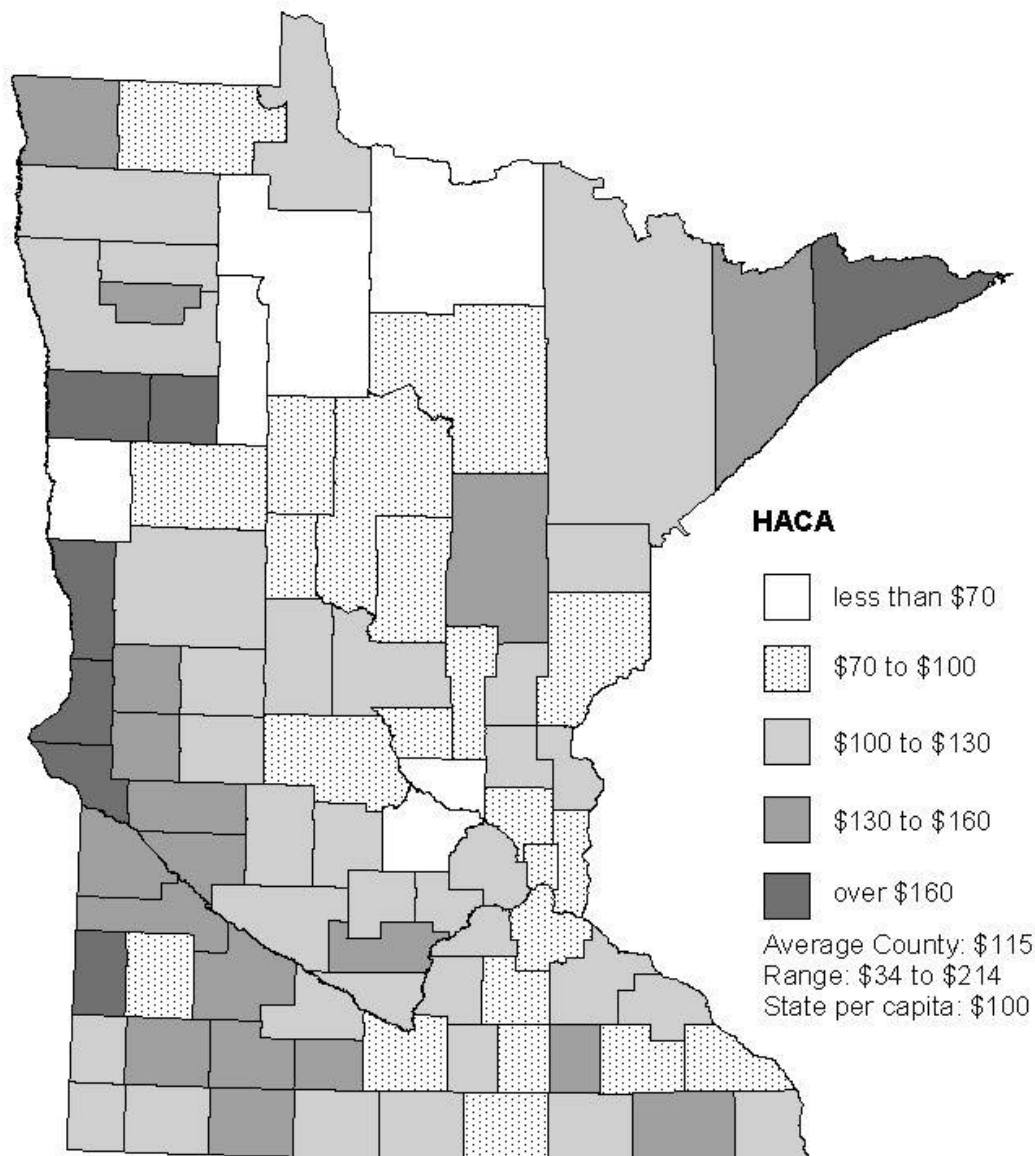 HACA
less than $70
$70 to $100
$100 to $130
$130 to $160
over $160
Average County: $115
Range: $34 to $214
State per capita: $100